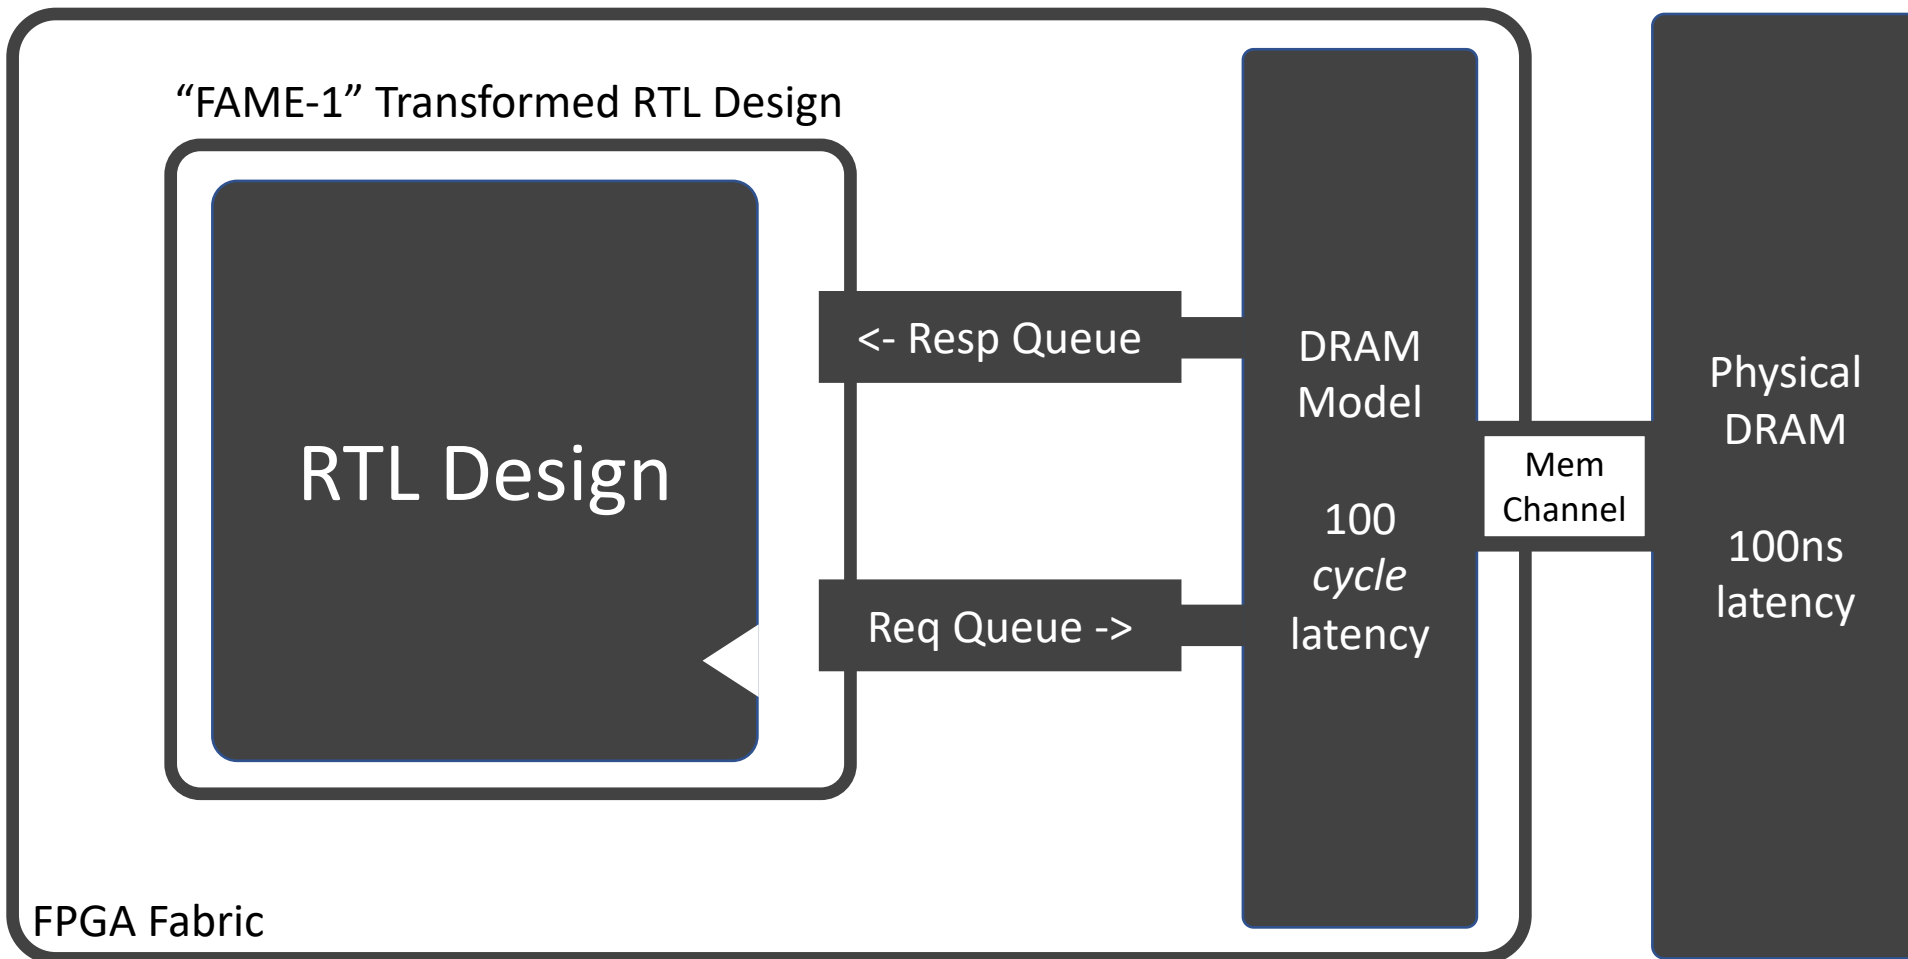 “FAME-1” Transformed RTL Design
RTL Design
<- Resp Queue
Req Queue ->
DRAM
Model
100
cycle
latency
Mem
Channel
Physical
DRAM
100ns
latency
FPGA Fabric